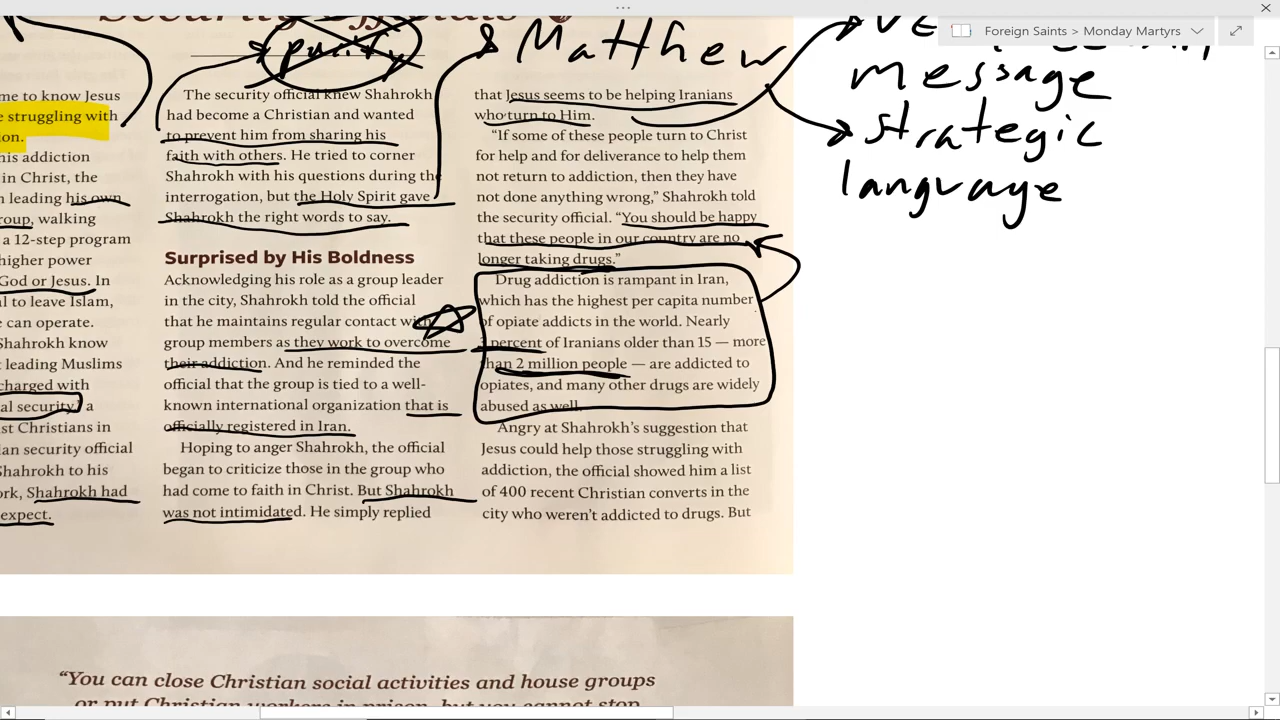 Foreign Saints > Monday Martyrs
purity
Matthew
message
strategic
language
me to know Jesus
struggling with
ion.
his addiction
in Christ, the
leading his own
roup, walking
a 12-step program
higher power
God or Jesus. In
al to leave Islam,
can operate.
Shahrokh know
leading Muslims
charged with
al security," a
st Christians in
ian security official
Shahrokh to his
ork, Shahrokh had
expect.
The security official knew Shahrokh
had become a Christian and wanted
to prevent him from sharing his
faith with others. He tried to corner
Shahrokh with his questions during the
interrogation, but the Holy Spirit gave
Shahrokh the right words to say.
Surprised by His Boldness
Acknowledging his role as a group leader
in the city, Shahrokh told the official
that he maintains regular contact with
group members as they work to overcome
their addiction. And he reminded the
official that the group is tied to a well-
known international organization that is
officially registered in Iran.
Hoping to anger Shahrokh, the official
began to criticize those in the group who
had come to faith in Christ. But Shahrokh
was not intimidated. He simply replied
that Jesus seems to be helping Iranians
who turn to Him.
“If some of these people turn to Christ
for help and for deliverance to help them
not return to addiction, then they have
not done anything wrong,” Shahrokh told
the security official. “You should be happy
that these people in our country are no
longer taking drugs.”
Drug addiction is rampant in Iran,
which has the highest per capita number
of opiate addicts in the world. Nearly
percent of Iranians older than 15 — more
than 2 million people — are addicted to
opiates, and many other drugs are widely
abused as well.
Angry at Shahrokh’s suggestion that
Jesus could help those struggling with
addiction, the official showed him a list
of 400 recent Christian converts in the
city who weren’t addicted to drugs. But
“You can close Christian social activities and house groups
or put Christian workers in prison, but you cannot stop